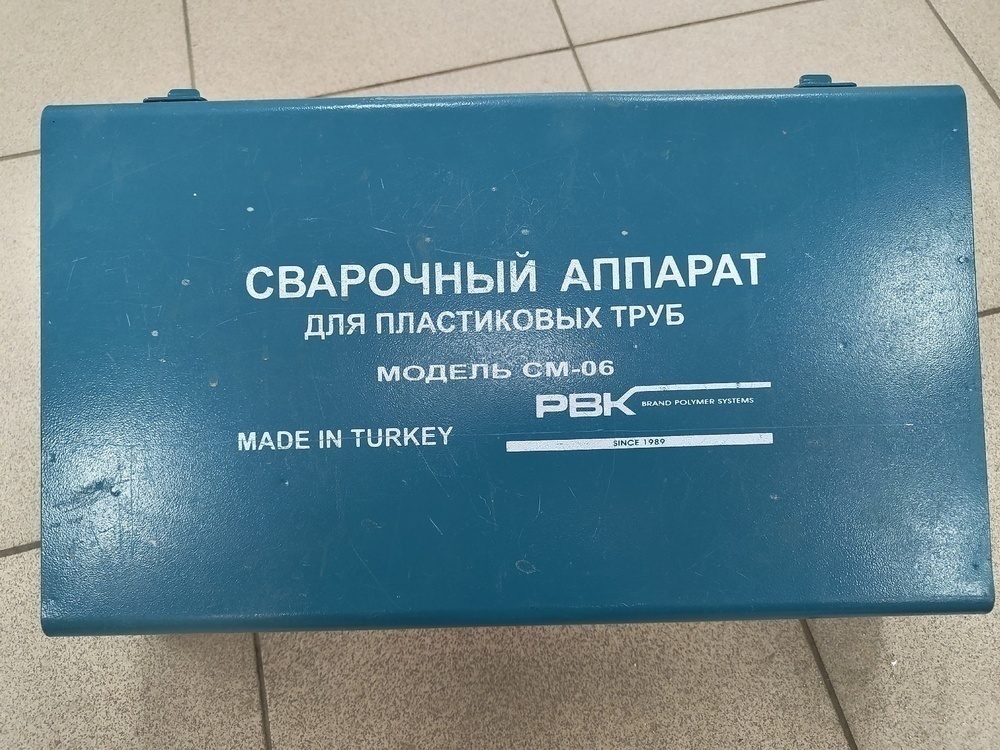 СВАРОЧНЫЙ АППАРАТ
ДЛЯ ПЛАСТИКОВЫХ ТРУБ
МОДЕЛЬ СМ-06
PBK BRAND POLYMER SYSTEMS
MADE IN TURKEY
SINCE 1989